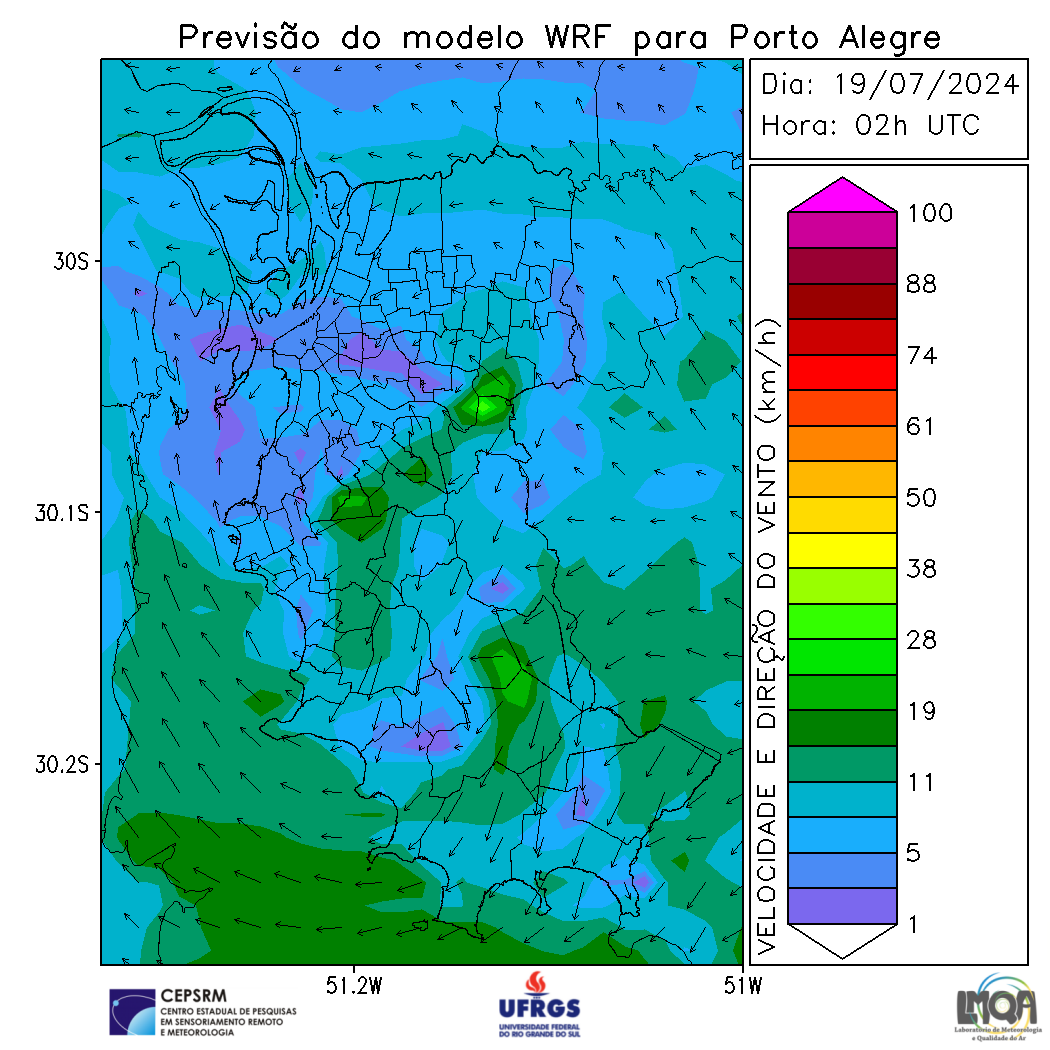 Previsão do modelo WRF para Porto Alegre
Dia: 19/07/2024
Hora: 02h UTC
30S
30.1S
30.2S
51.2W
51W
VELOCIDADE E DIREÇÃO DO VENTO (km/h)
100
88
74
61
50
38
28
19
11
5
1
CEPSRM
CENTRO ESTADUAL DE PESQUISAS
EM SENSORIAMENTO REMOTO
E METEOROLOGIA
UFRGS
UNIVERSIDADE FEDERAL
DO RIO GRANDE DO SUL
LMQA
Laboratório de Meteorologia
e Qualidade do Ar